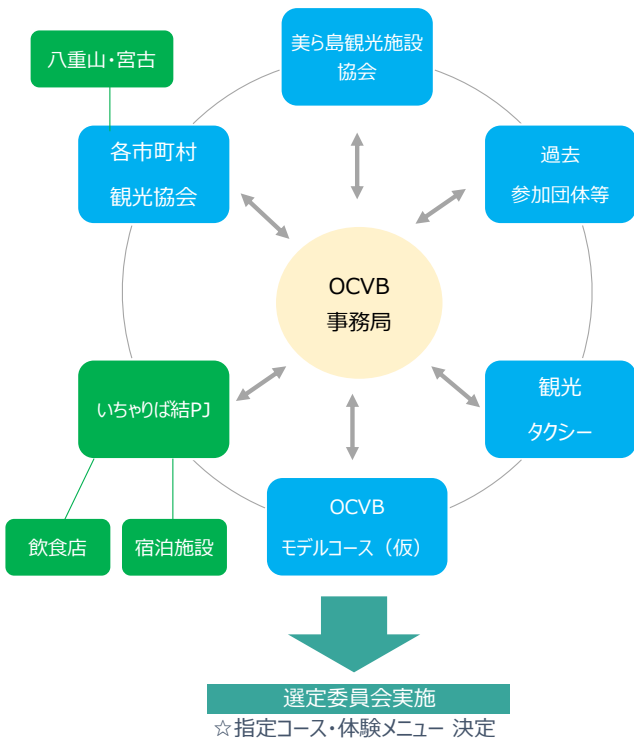 八重山・宮古
美ら島観光施設
協会
各市町村
観光協会
過去
参加団体等
OCVB
事務局
いちゃりば結PJ
観光
タクシー
飲食店
宿泊施設
OCVB
モデルコース（仮）
選定委員会実施
☆指定コース・体験メニュー 決定